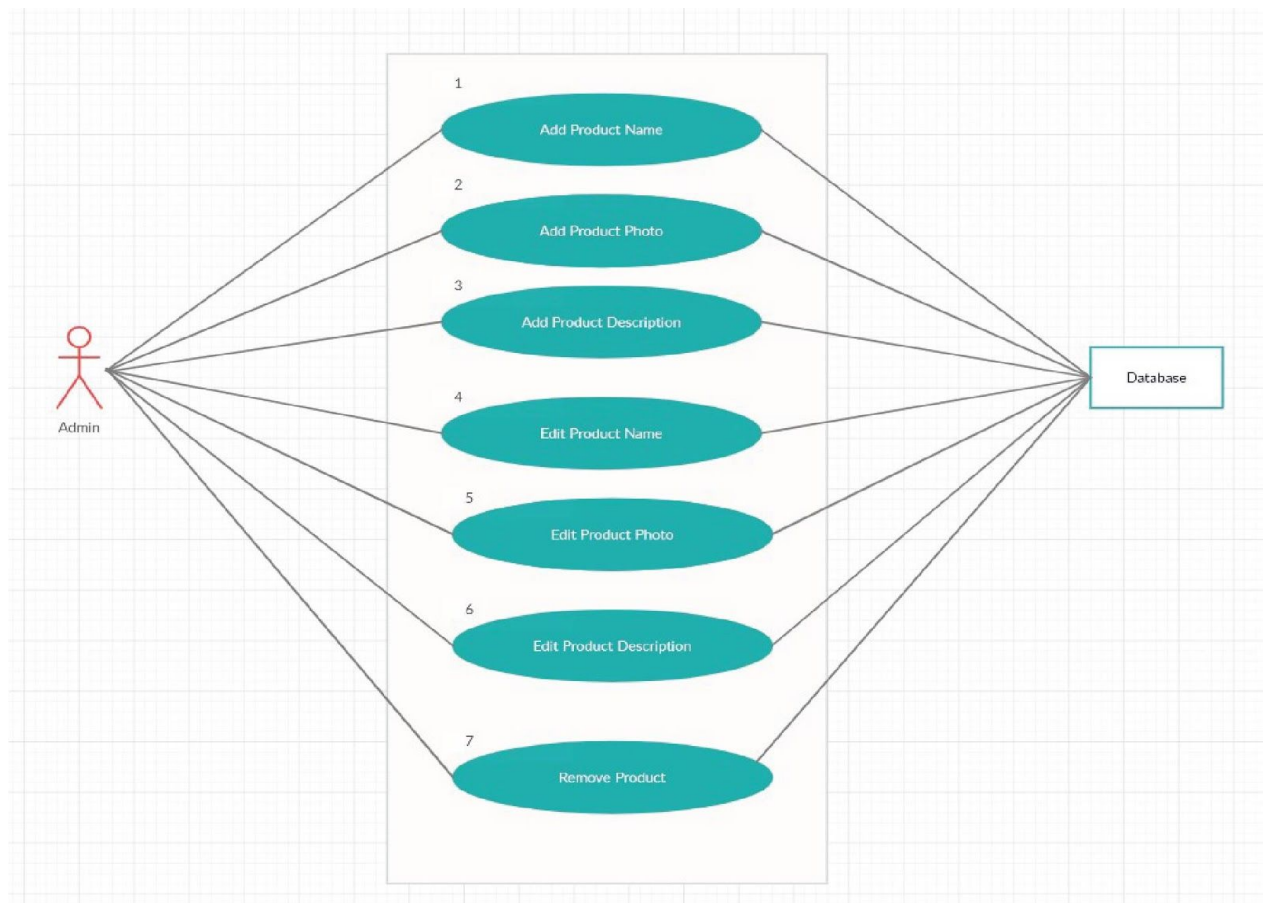 1
Add Product Name
2
Add Product Photo
3
Add Product Description
Admin
Database
4
Edit Product Name
5
Edit Product Photo
6
Edit Product Description
7
Remove Product